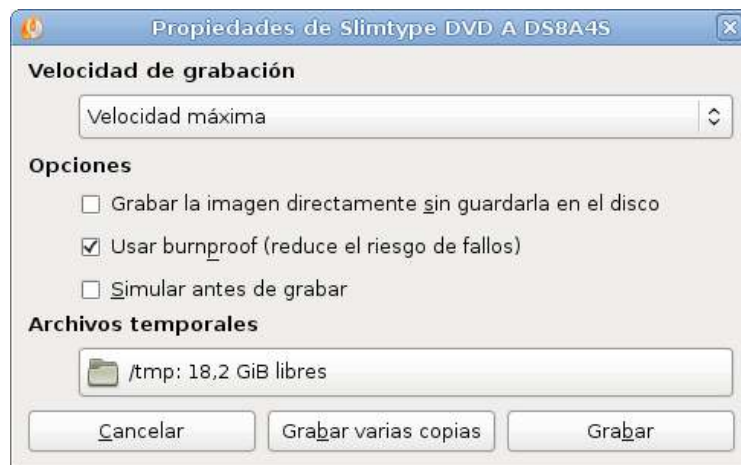 Propiedades de Slimtype DVD A DS8A4S
Velocidad de grabación
Velocidad máxima
Opciones
Grabar la imagen directamente sin guardarla en el disco
Usar burnproof (reduce el riesgo de fallos)
Simular antes de grabar
Archivos temporales
/tmp: 18,2 GiB libres
Cancelar
Grabar varias copias
Grabar